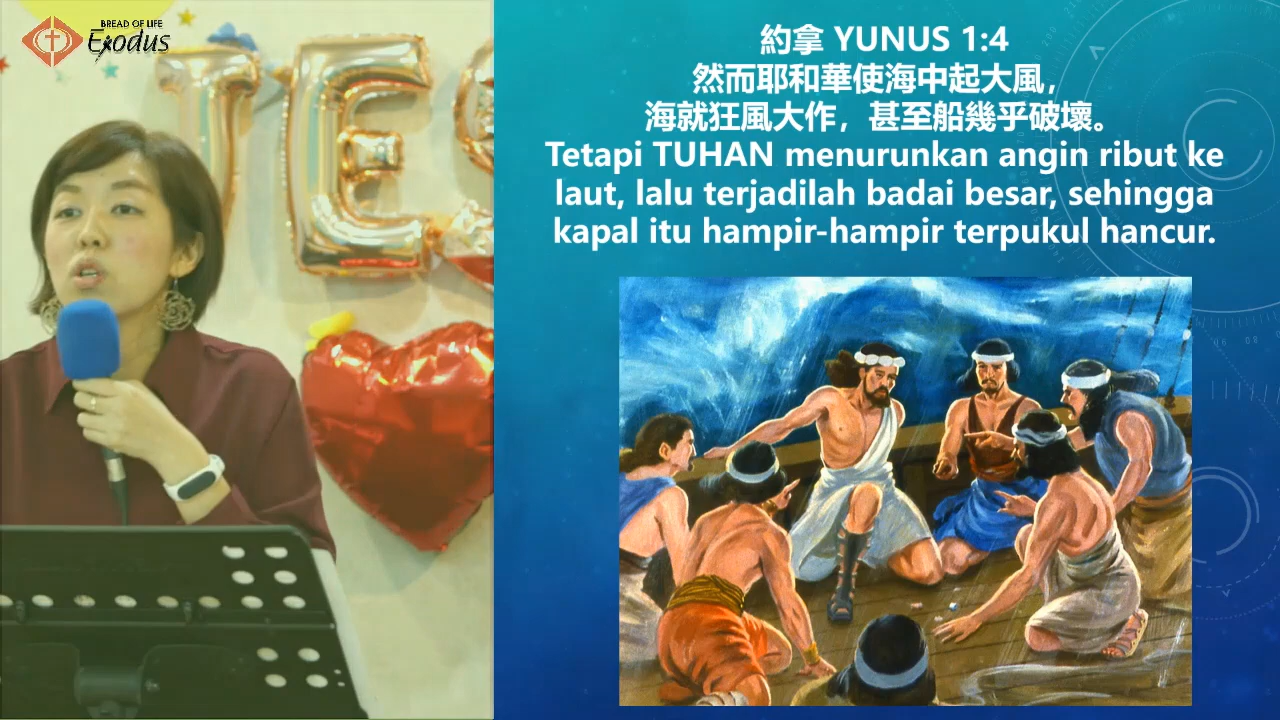 BREAD OF LIFE
Exodus
JES
約拿 YUNUS 1:4
然而耶和華使海中起大風，
海就狂風大作，甚至船幾乎破壞。
Tetapi TUHAN menurunkan angin ribut ke
laut, lalu terjadilah badai besar, sehingga
kapal itu hampir-hampir terpukul hancur.